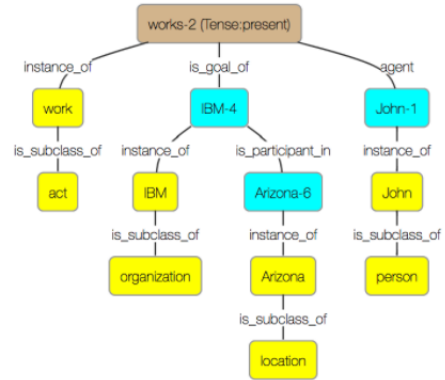 works-2 (Tense:present)
instance_of is_goal_of agent
work IBM-4 John-1
is_subclass_of instance_of is_participant_in instance_of
act IBM Arizona-6 John
is_subclass_of instance_of is_subclass_of
organization Arizona person
is_subclass_of
location